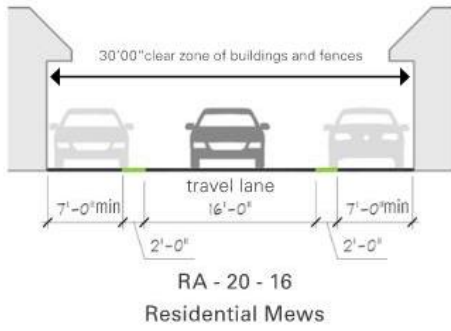 30'00"clear zone of buildings and fences
travel lane
7'-0"min 16'-0" 7'-0"min
2'-0" 2'-0"
RA - 20 - 16
Residential Mews